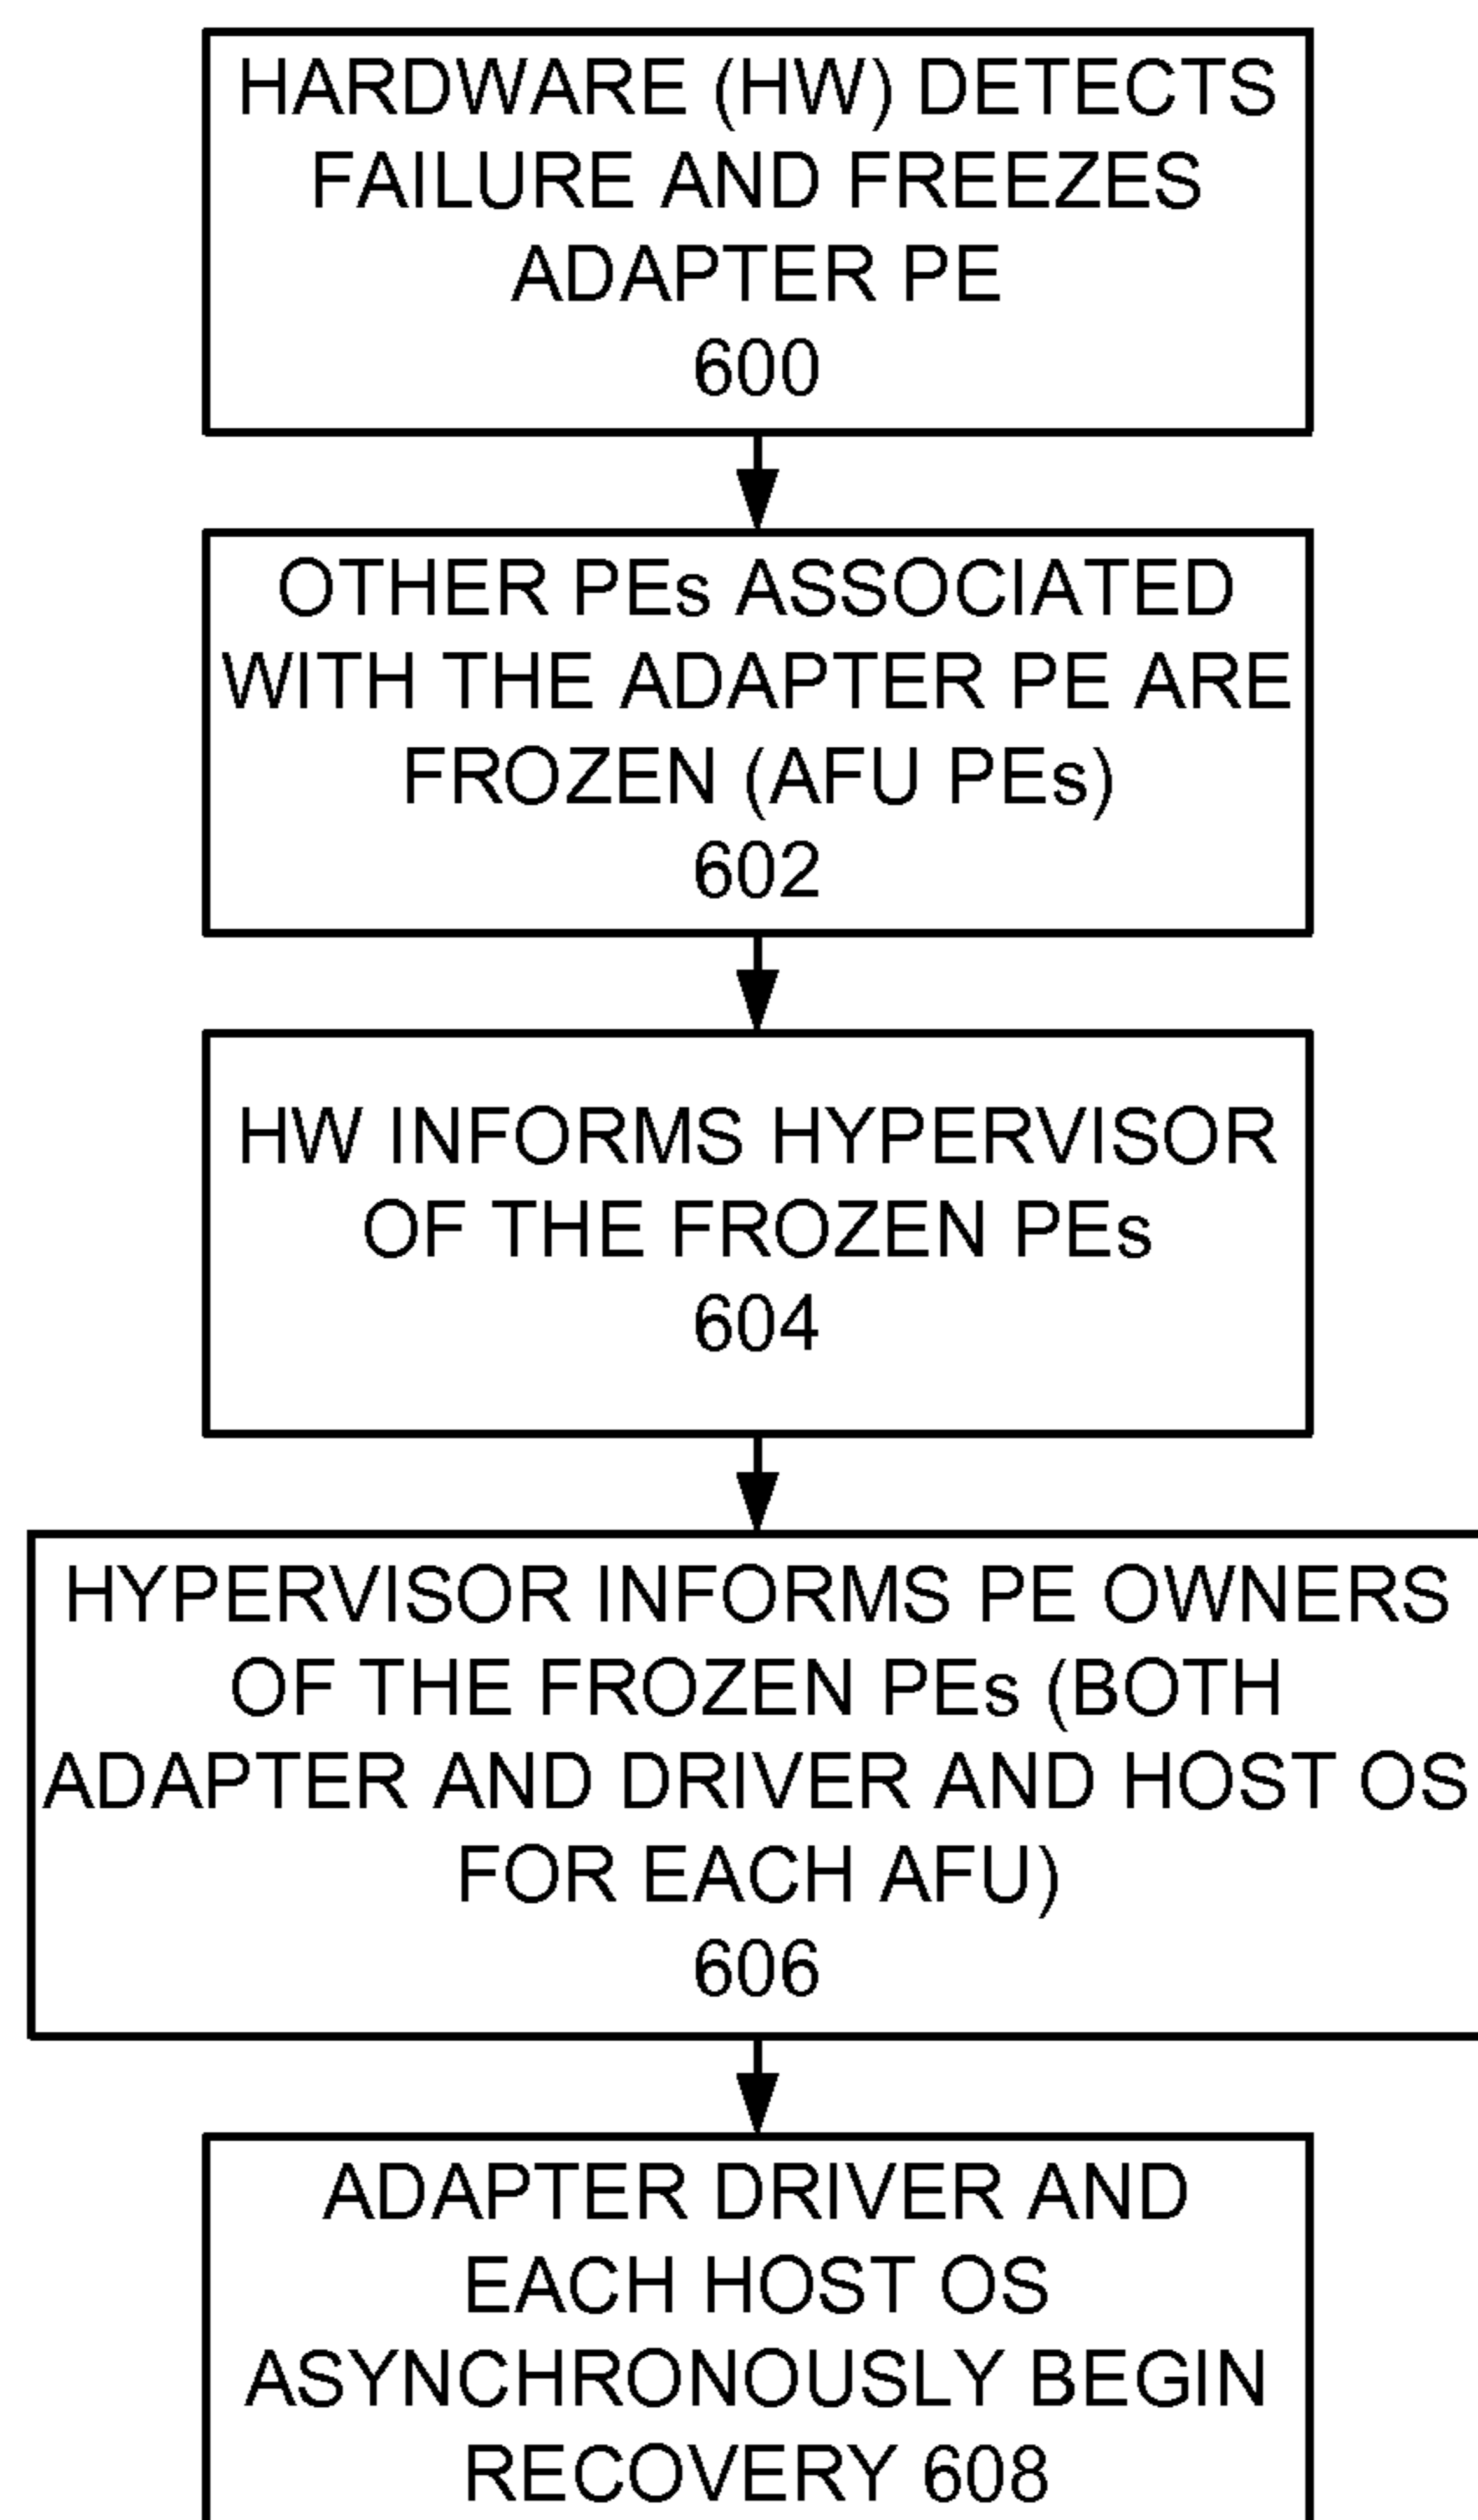 HARDWARE (HW) DETECTS
FAILURE AND FREEZES
ADAPTER PE
600
OTHER PEs ASSOCIATED
WITH THE ADAPTER PE ARE
FROZEN (AFU PEs)
602
HW INFORMS HYPERVISOR
OF THE FROZEN PEs
604
HYPERVISOR INFORMS PE OWNERS
OF THE FROZEN PEs (BOTH
ADAPTER AND DRIVER AND HOST OS
FOR EACH AFU)
606
ADAPTER DRIVER AND
EACH HOST OS
ASYNCHRONOUSLY BEGIN
RECOVERY 608